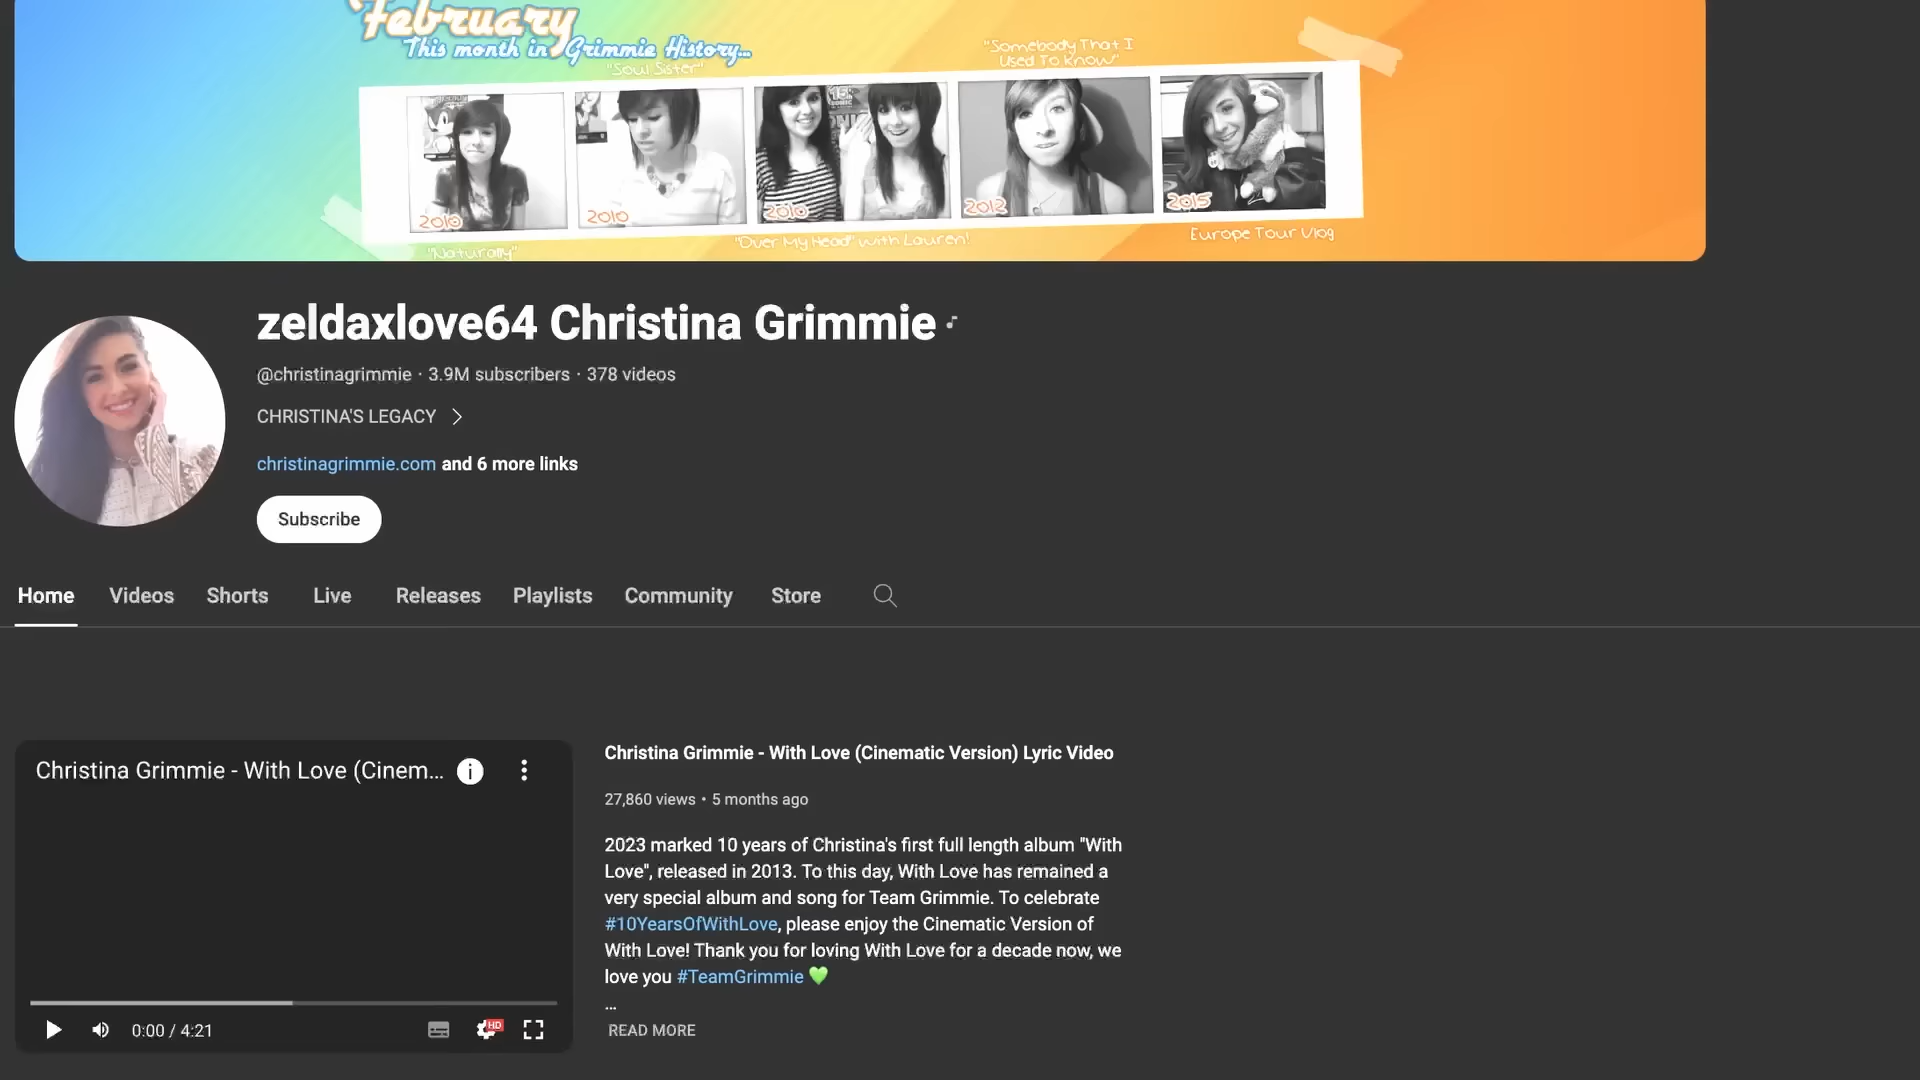 February
This month in Grimmie History...
"Soul Sister"
"Somebody That I
Used To Know"
2010
2010
2010
2012
2015
"Naturally"
"Over My Head" with Lauren!
Europe Tour Vlog
zeldaxlove64 Christina Grimmie
@christinagrimmie · 3.9M subscribers · 378 videos
CHRISTINA'S LEGACY
christinagrimmie.com and 6 more links
Subscribe
Home Videos Shorts Live Releases Playlists Community Store
Christina Grimmie - With Love (Cinem...
0:00 / 4:21
HD
Christina Grimmie - With Love (Cinematic Version) Lyric Video
27,860 views • 5 months ago
2023 marked 10 years of Christina's first full length album "With
Love", released in 2013. To this day, With Love has remained a
very special album and song for Team Grimmie. To celebrate
#10YearsOfWithLove, please enjoy the Cinematic Version of
With Love! Thank you for loving With Love for a decade now, we
love you #TeamGrimmie 💚
...
READ MORE